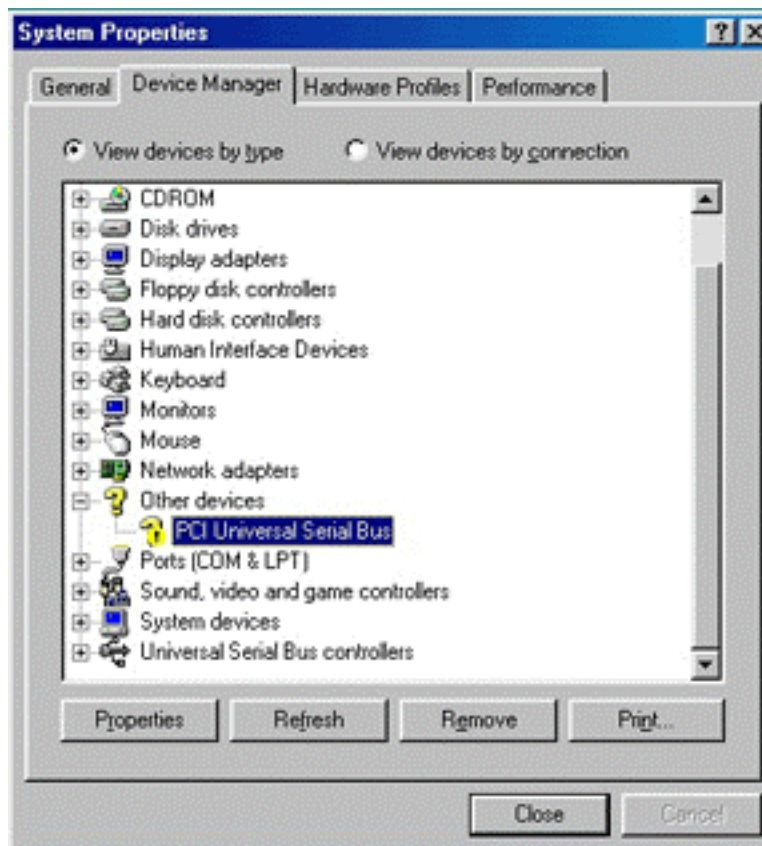 System Properties
General Device Manager Hardware Profiles Performance
View devices by type View devices by connection
CDROM
Disk drives
Display adapters
Floppy disk controllers
Hard disk controllers
Human Interface Devices
Keyboard
Monitors
Mouse
Network adapters
Other devices
PCI Universal Serial Bus
Ports (COM & LPT)
Sound, video and game controllers
System devices
Universal Serial Bus controllers
Properties Refresh Remove Print...
Close Cancel